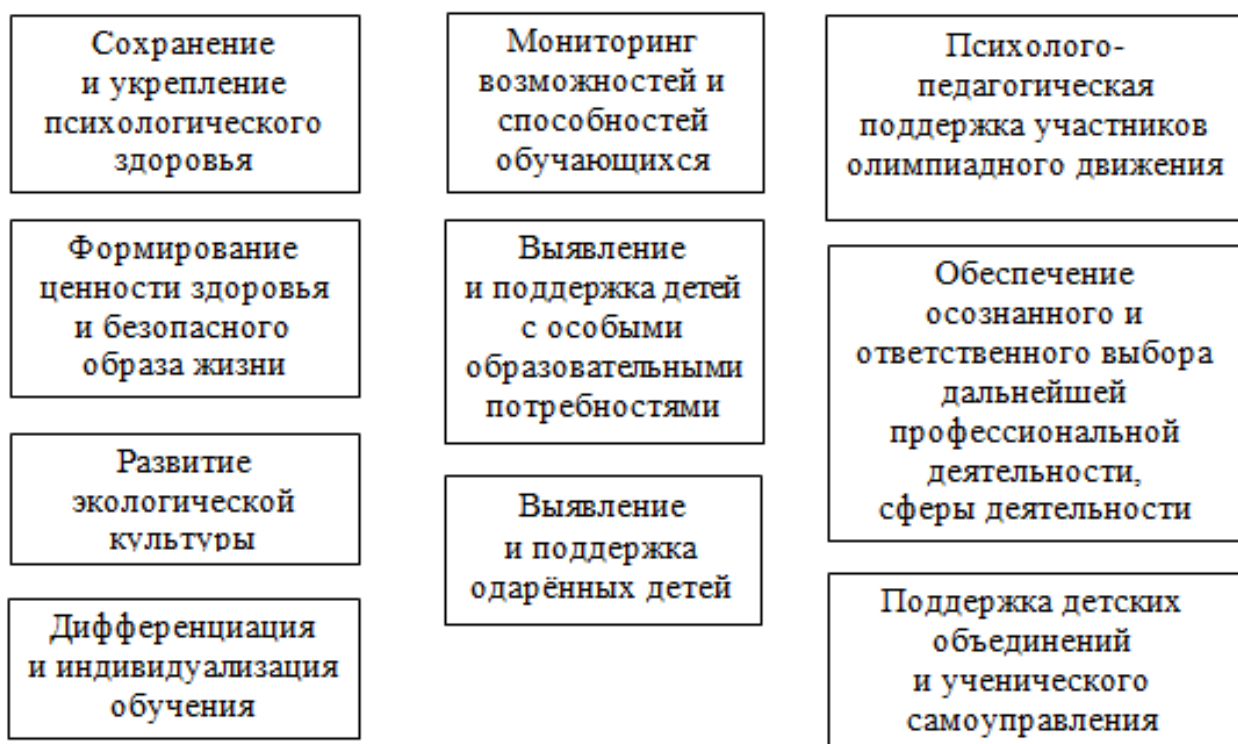 Сохранение
и укрепление
психологического
здоровья
Формирование
ценности здоровья
и безопасного
образа жизни
Развитие
экологической
культуры
Дифференциация
и индивидуализация
обучения
Мониторинг
возможностей и
способностей
обучающихся
Выявление
и поддержка детей
с особыми
образовательными
потребностями
Выявление
и поддержка
одарённых детей
Психолого-
педагогическая
поддержка участников
олимпиадного движения
Обеспечение
осознанного и
ответственного выбора
дальнейшей
профессиональной
деятельности,
сферы деятельности
Поддержка детских
объединений
и ученического
самоуправления